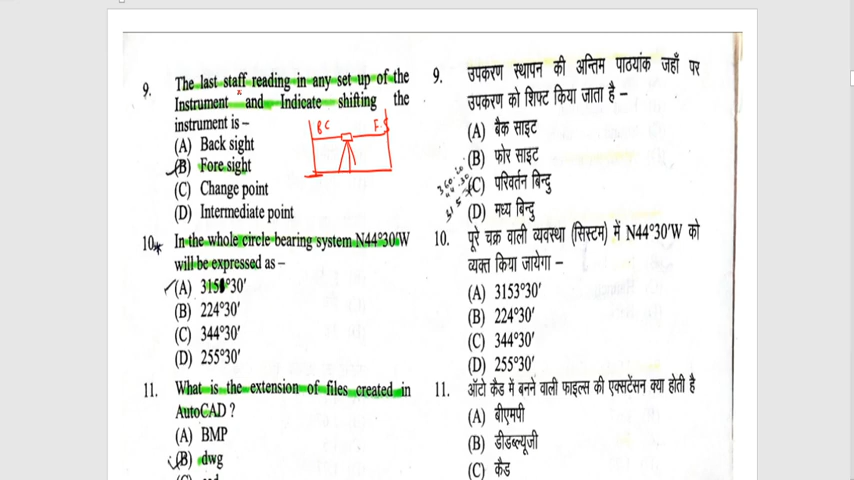 9. The last staff reading in any set up of the
Instrument and Indicate shifting the
instrument is –
(A) Back sight
(B) Fore sight
(C) Change point
(D) Intermediate point
10. In the whole circle bearing system N44°30′W
will be expressed as –
(A) 315°30′
(B) 224°30′
(C) 344°30′
(D) 255°30′
11. What is the extension of files created in
AutoCAD ?
(A) BMP
(B) dwg
9. उपकरण स्थापन की अन्तिम पाठयांक जहाँ पर
उपकरण को शिफ्ट किया जाता है –
(A) बैक साइट
(B) फोर साइट
(C) परिवर्तन बिन्दु
(D) मध्य बिन्दु
10. पूरे चक्र वाली व्यवस्था (सिस्टम) में N44°30′W को
व्यक्त किया जायेगा –
(A) 3153°30′
(B) 224°30′
(C) 344°30′
(D) 255°30′
11. ऑटो कैड में बनने वाली फाइल्स की एक्सटेंसन क्या होती है
(A) बीएमपी
(B) डीडब्ल्यूजी
(C) कैड